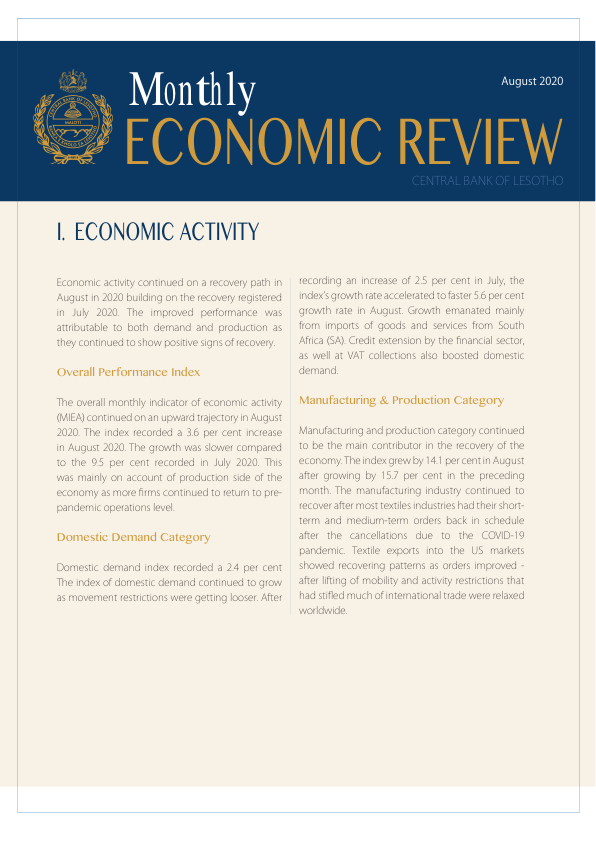 August 2020
Monthly
ECONOMIC REVIEW
CENTRAL BANK OF LESOTHO
CENTRAL BANK OF LESOTHO
MALOTI
I. ECONOMIC ACTIVITY
Economic activity continued on a recovery path in
August in 2020 building on the recovery registered
in July 2020. The improved performance was
attributable to both demand and production as
they continued to show positive signs of recovery.
Overall Performance Index
The overall monthly indicator of economic activity
(MIEA) continued on an upward trajectory in August
2020. The index recorded a 3.6 per cent increase
in August 2020. The growth was slower compared
to the 9.5 per cent recorded in July 2020. This
was mainly on account of production side of the
economy as more firms continued to return to pre-
pandemic operations level.
Domestic Demand Category
Domestic demand index recorded a 2.4 per cent
The index of domestic demand continued to grow
as movement restrictions were getting looser. After
recording an increase of 2.5 per cent in July, the
index's growth rate accelerated to faster 5.6 per cent
growth rate in August. Growth emanated mainly
from imports of goods and services from South
Africa (SA). Credit extension by the financial sector,
as well at VAT collections also boosted domestic
demand.
Manufacturing & Production Category
Manufacturing and production category continued
to be the main contributor in the recovery of the
economy. The index grew by 14.1 per cent in August
after growing by 15.7 per cent in the preceding
month. The manufacturing industry continued to
recover after most textiles industries had their short-
term and medium-term orders back in schedule
after the cancellations due to the COVID-19
pandemic. Textile exports into the US markets
showed recovering patterns as orders improved -
after lifting of mobility and activity restrictions that
had stifled much of international trade were relaxed
worldwide.